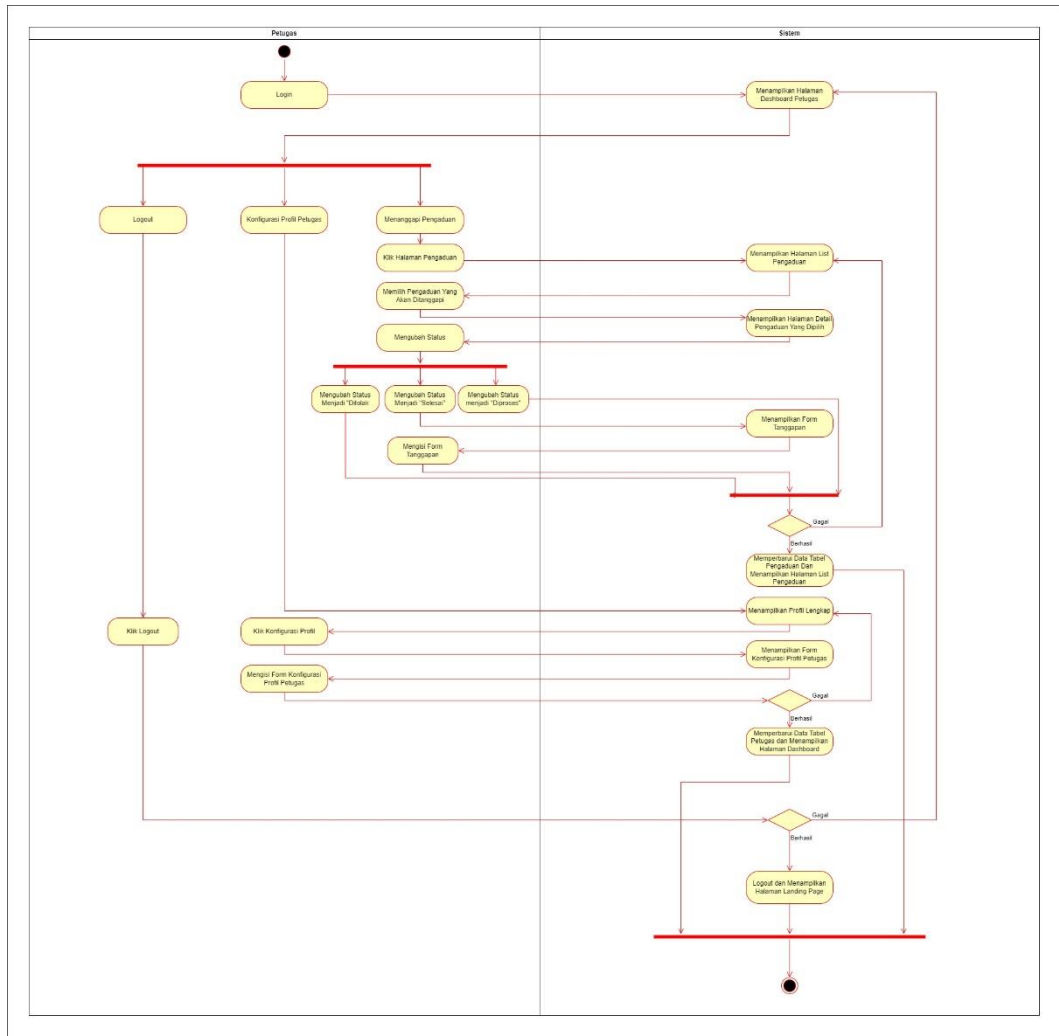 Petugas
Sistem
Login
Menampilkan Halaman
Dashboard Petugas
Logout
Konfigurasi Profil Petugas
Menanggapi Pengaduan
Klik Halaman Pengaduan
Menampilkan Halaman List
Pengaduan
Memilih Pengaduan Yang
Akan Ditanggapi
Menampilkan Halaman Detail
Pengaduan Yang Dipilih
Mengubah Status
Mengubah Status
Menjadi "Ditolak
Mengubah Status
Menjadi "Selesai"
Mengubah Status
menjadi "Diproses"
Menampilkan Form
Tanggapan
Mengisi Form
Tanggapan
Gagal
Berhasil
Memperbarui Data Tabel
Pengaduan Dan
Menampilkan Halaman List
Pengaduan
Menampilkan Profil Lengkap
Klik Logout
Klik Konfigurasi Profil
Menampilkan Form
Konfigurasi Profil Petugas
Mengisi Form Konfigurasi
Profil Petugas
Gagal
Berhasil
Memperbarui Data Tabel
Petugas dan Menampilkan
Halaman Dashboard
Gagal
Berhasil
Logout dan Menampilkan
Halaman Landing Page